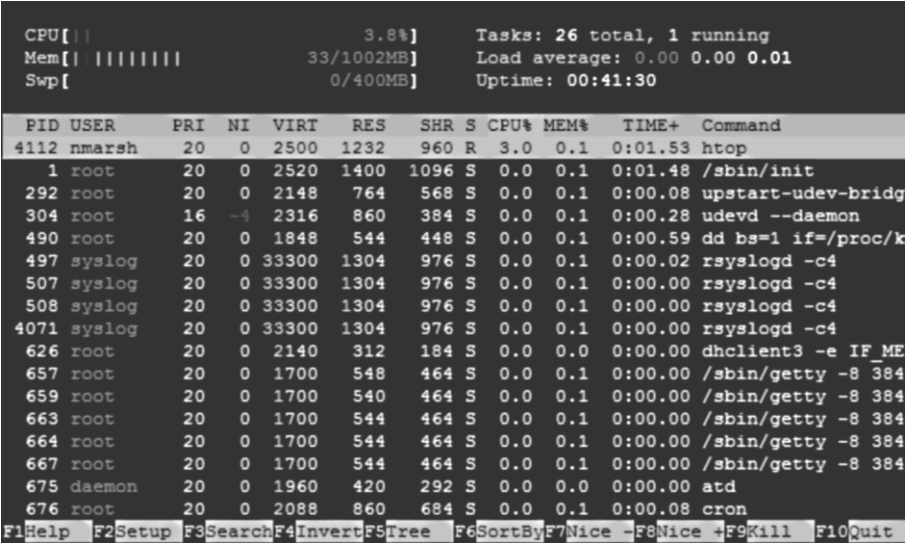 CPU[|| 3.8%] Tasks: 26 total, 1 running
Mem[||||||||||| 33/1002MB] Load average: 0.00 0.00 0.01
Swp[ 0/400MB] Uptime: 00:41:30
PID USER PRI NI VIRT RES SHR S CPU% MEM% TIME+ Command
4112 nmarsh 20 0 2500 1232 960 R 3.0 0.1 0:01.53 htop
1 root 20 0 2520 1400 1096 S 0.0 0.1 0:01.48 /sbin/init
292 root 20 0 2148 764 568 S 0.0 0.1 0:00.08 upstart-udev-bridg
304 root 16 -4 2316 860 384 S 0.0 0.1 0:00.28 udevd --daemon
490 root 20 0 1848 544 448 S 0.0 0.1 0:00.59 dd bs=1 if=/proc/k
497 syslog 20 0 33300 1304 976 S 0.0 0.1 0:00.02 rsyslogd -c4
507 syslog 20 0 33300 1304 976 S 0.0 0.1 0:00.00 rsyslogd -c4
508 syslog 20 0 33300 1304 976 S 0.0 0.1 0:00.00 rsyslogd -c4
4071 syslog 20 0 33300 1304 976 S 0.0 0.1 0:00.00 rsyslogd -c4
626 root 20 0 2140 312 184 S 0.0 0.0 0:00.00 dhclient3 -e IF_ME
657 root 20 0 1700 548 464 S 0.0 0.1 0:00.00 /sbin/getty -8 384
659 root 20 0 1700 540 464 S 0.0 0.1 0:00.00 /sbin/getty -8 384
663 root 20 0 1700 544 464 S 0.0 0.1 0:00.00 /sbin/getty -8 384
664 root 20 0 1700 544 464 S 0.0 0.1 0:00.00 /sbin/getty -8 384
667 root 20 0 1700 544 464 S 0.0 0.1 0:00.00 /sbin/getty -8 384
675 daemon 20 0 1960 420 292 S 0.0 0.0 0:00.00 atd
676 root 20 0 2088 860 684 S 0.0 0.1 0:00.08 cron
F1Help F2Setup F3SearchF4InvertF5Tree F6SortByF7Nice -F8Nice +F9Kill F10Quit